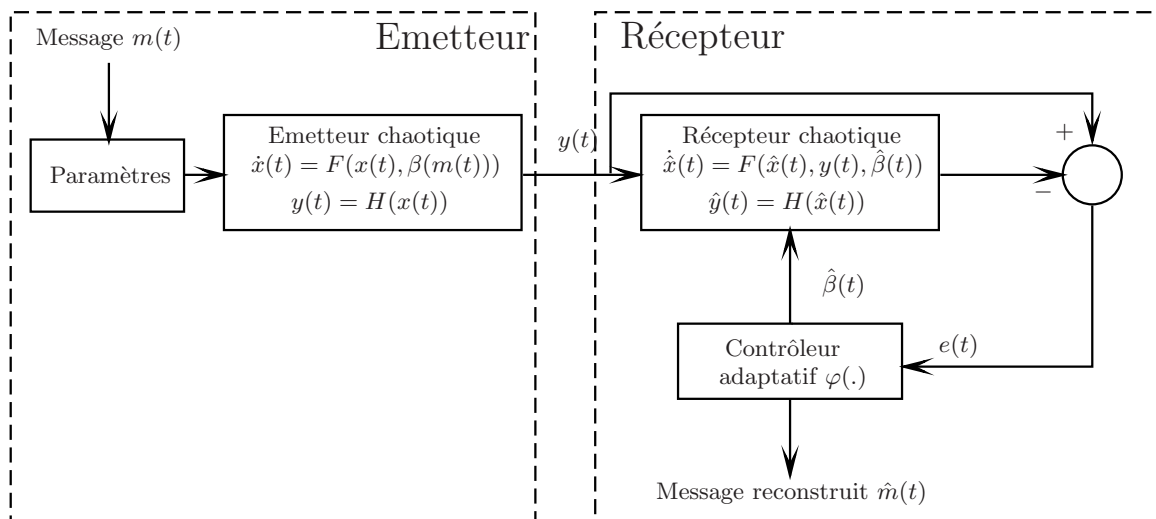 Emetteur
Message m(t)
Paramètres
Emetteur chaotique
ẋ(t) = F(x(t), β(m(t)))
y(t) = H(x(t))
y(t)
Récepteur
Récepteur chaotique
x̂̇(t) = F(x̂(t), y(t), β̂(t))
ŷ(t) = H(x̂(t))
+
−
β̂(t)
e(t)
Contrôleur
adaptatif φ(.)
Message reconstruit m̂(t)